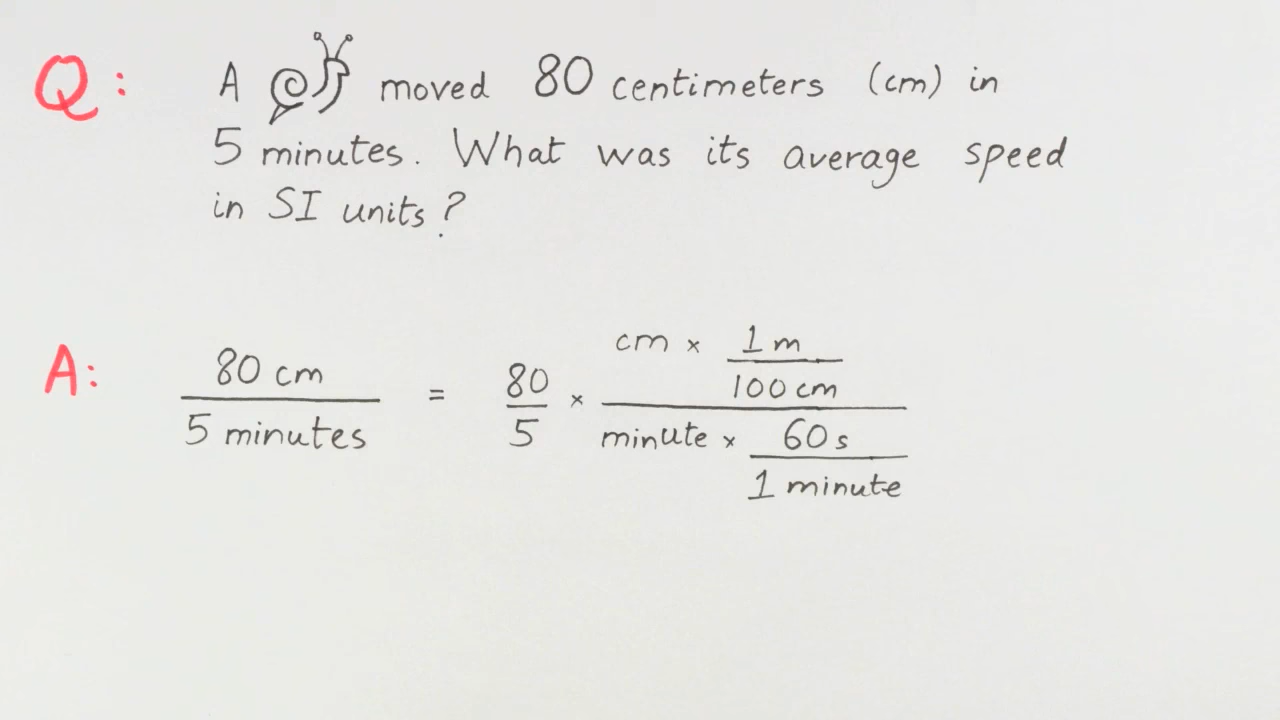 Q: A moved 80 centimeters (cm) in
5 minutes. What was its average speed
in SI units?
A: 80 cm / 5 minutes = 80 / 5 × (cm × 1 m / 100 cm) / (minute × 60 s / 1 minute)